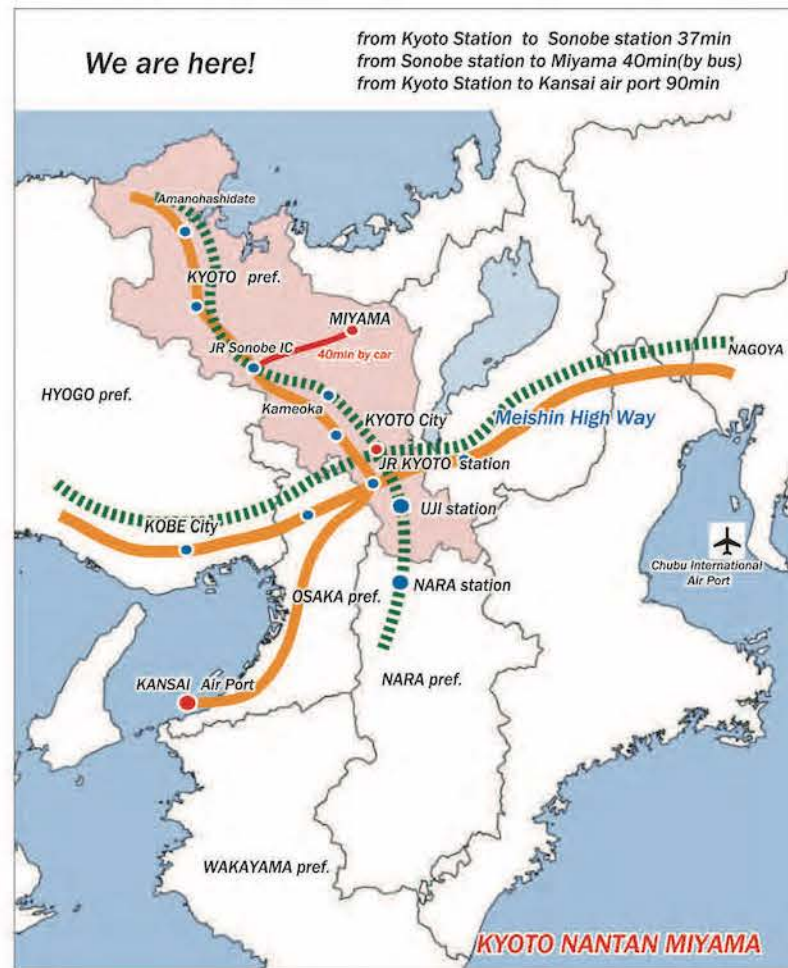 We are here!
from Kyoto Station to Sonobe station 37min
from Sonobe station to Miyama 40min(by bus)
from Kyoto Station to Kansai air port 90min
Amanohashidate
KYOTO pref.
MIYAMA
JR Sonobe IC
40min by car
NAGOYA
HYOGO pref.
Kameoka
KYOTO City
Meishin High Way
JR KYOTO station
KOBE City
UJI station
Chubu International
Air Port
NARA station
OSAKA pref.
KANSAI Air Port
NARA pref.
WAKAYAMA pref.
KYOTO NANTAN MIYAMA